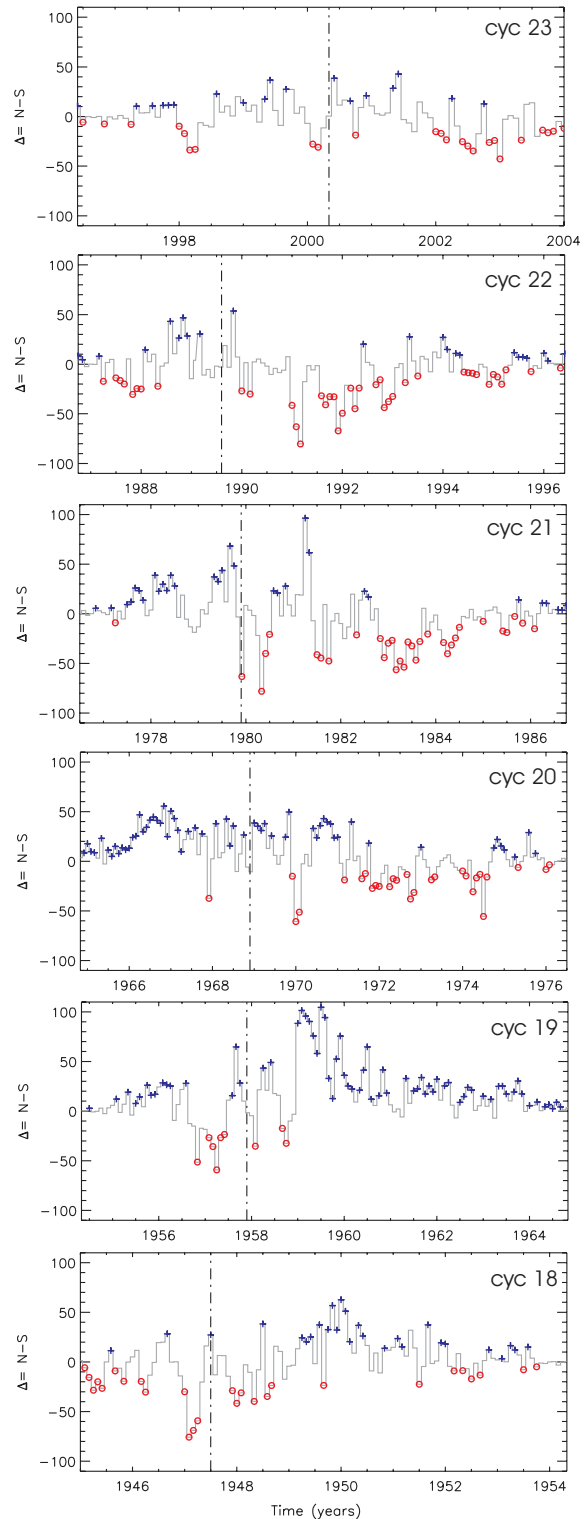 cyc 23
100
50
0
−50
−100
Δ= N−S
1998 2000 2002 2004
cyc 22
100
50
0
−50
−100
Δ= N−S
1988 1990 1992 1994 1996
cyc 21
100
50
0
−50
−100
Δ= N−S
1978 1980 1982 1984 1986
cyc 20
100
50
0
−50
−100
Δ= N−S
1966 1968 1970 1972 1974 1976
cyc 19
100
50
0
−50
−100
Δ= N−S
1956 1958 1960 1962 1964
cyc 18
100
50
0
−50
−100
Δ= N−S
1946 1948 1950 1952 1954
Time (years)